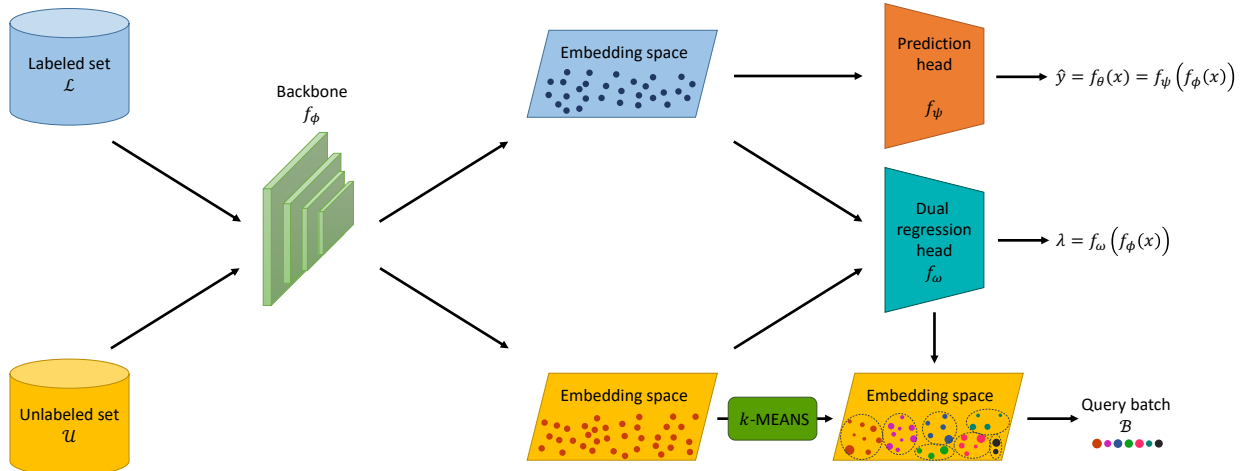 Labeled set
ℒ
Backbone
f_ϕ
Embedding space
Prediction
head
f_ψ
ŷ = f_θ(x) = f_ψ(f_ϕ(x))
Dual
regression
head
f_ω
λ = f_ω(f_ϕ(x))
Unlabeled set
𝒰
Embedding space
k-MEANS
Embedding space
Query batch
ℬ